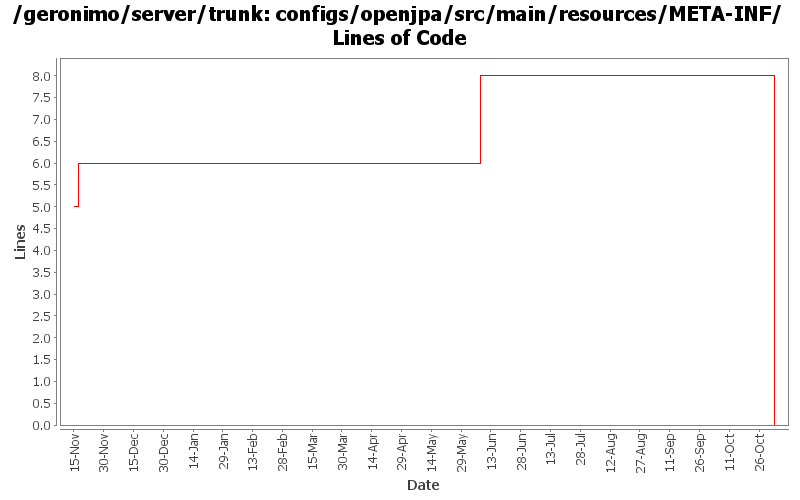 /geronimo/server/trunk: configs/openjpa/src/main/resources/META-INF/
Lines of Code
8.0
7.5
7.0
6.5
6.0
5.5
5.0
4.5
4.0
3.5
3.0
2.5
2.0
1.5
1.0
0.5
0.0
Lines
15-Nov
30-Nov
15-Dec
30-Dec
14-Jan
29-Jan
13-Feb
28-Feb
15-Mar
30-Mar
14-Apr
29-Apr
14-May
29-May
13-Jun
28-Jun
13-Jul
28-Jul
12-Aug
27-Aug
11-Sep
26-Sep
11-Oct
26-Oct
Date